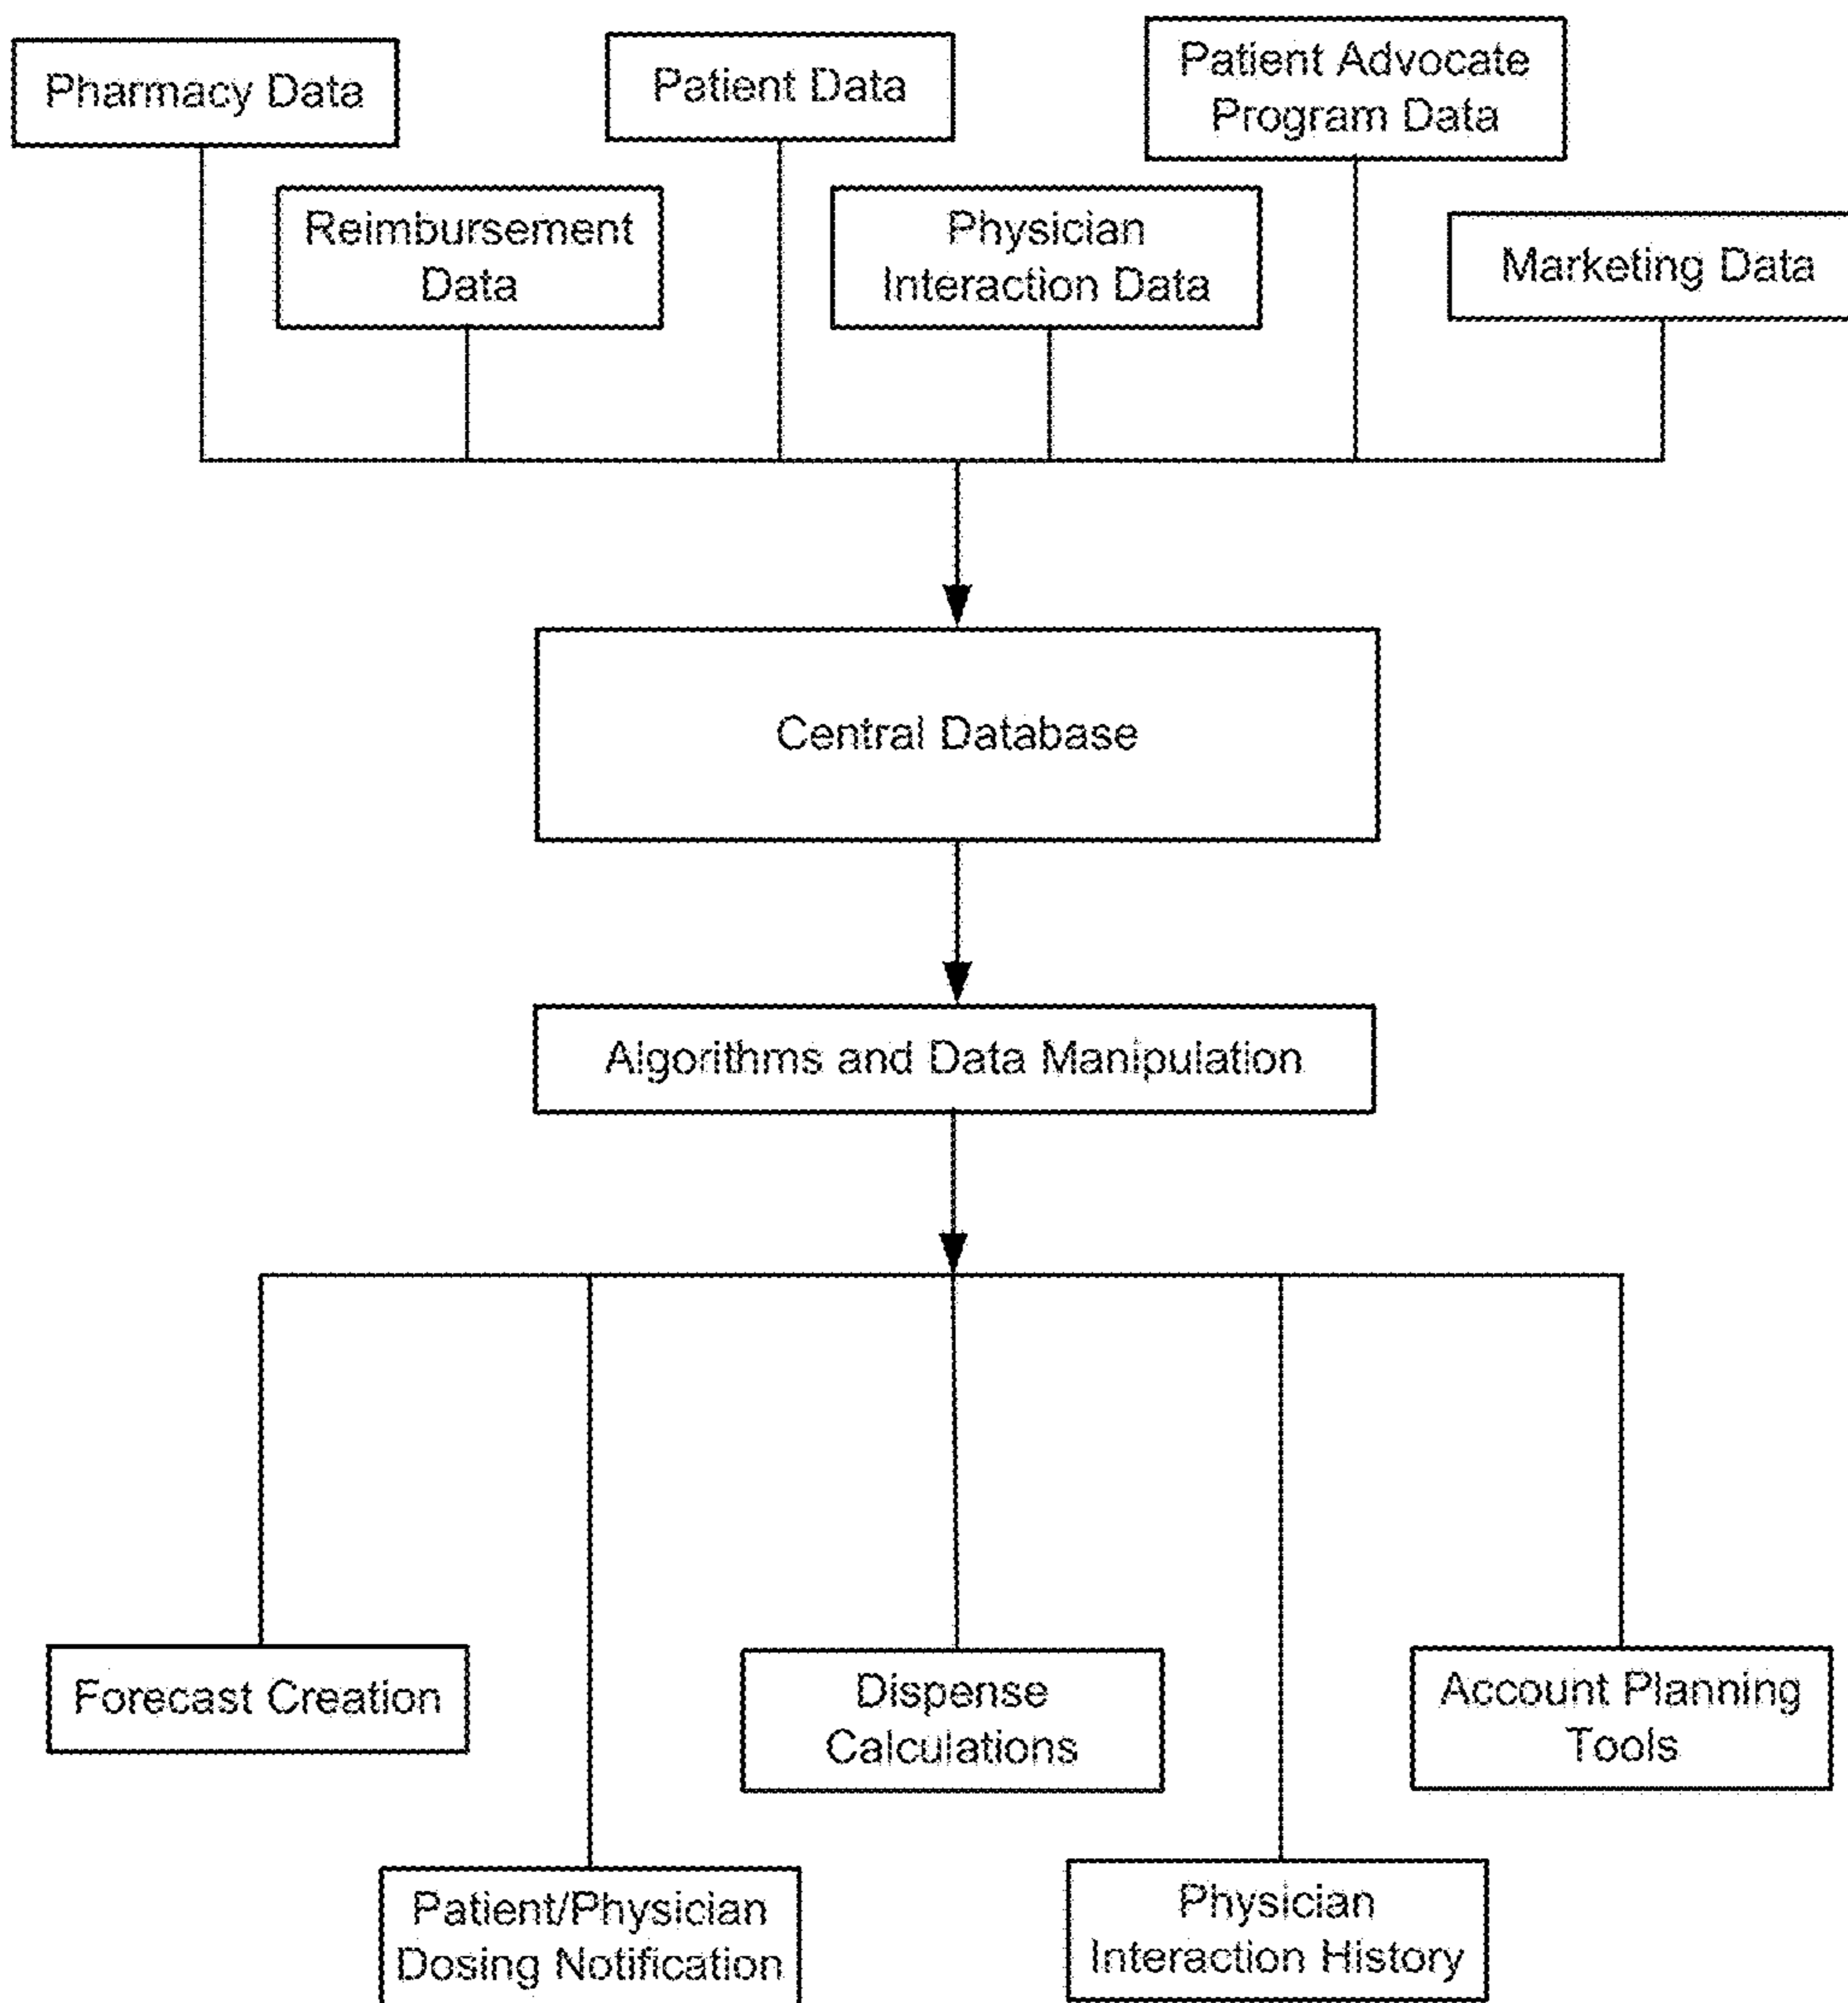 Pharmacy Data
Patient Data
Patient Advocate
Program Data
Reimbursement
Data
Physician
Interaction Data
Marketing Data
Central Database
Algorithms and Data Manipulation
Forecast Creation
Dispense
Calculations
Account Planning
Tools
Patient/Physician
Dosing Notification
Physician
Interaction History